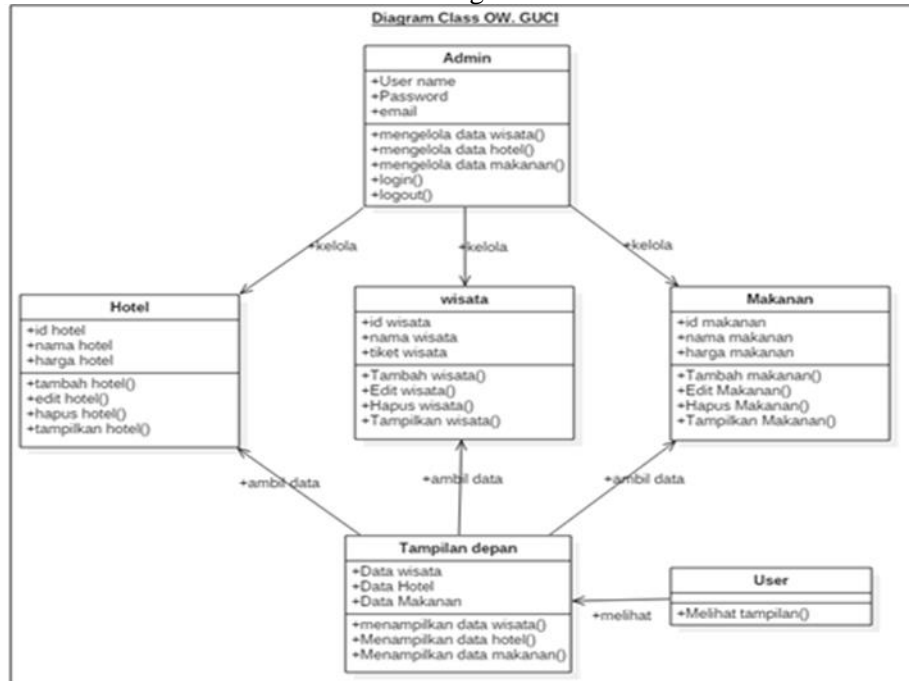 Diagram Class OW. GUCI
Admin
+User name
+Password
+email
+mengelola data wisata()
+mengelola data hotel()
+mengelola data makanan()
+login()
+logout()
+kelola
+kelola
+kelola
Hotel
+id hotel
+nama hotel
+harga hotel
+tambah hotel()
+edit hotel()
+hapus hotel()
+tampilkan hotel()
wisata
+id wisata
+nama wisata
+tiket wisata
+Tambah wisata()
+Edit wisata()
+Hapus wisata()
+Tampilkan wisata()
Makanan
+id makanan
+nama makanan
+harga makanan
+Tambah makanan()
+Edit Makanan()
+Hapus Makanan()
+Tampilkan Makanan()
+ambil data
+ambil data
+ambil data
Tampilan depan
+Data wisata
+Data Hotel
+Data Makanan
+menampilkan data wisata()
+Menampilkan data hotel()
+Menampilkan data makanan()
+melihat
User
+Melihat tampilan()